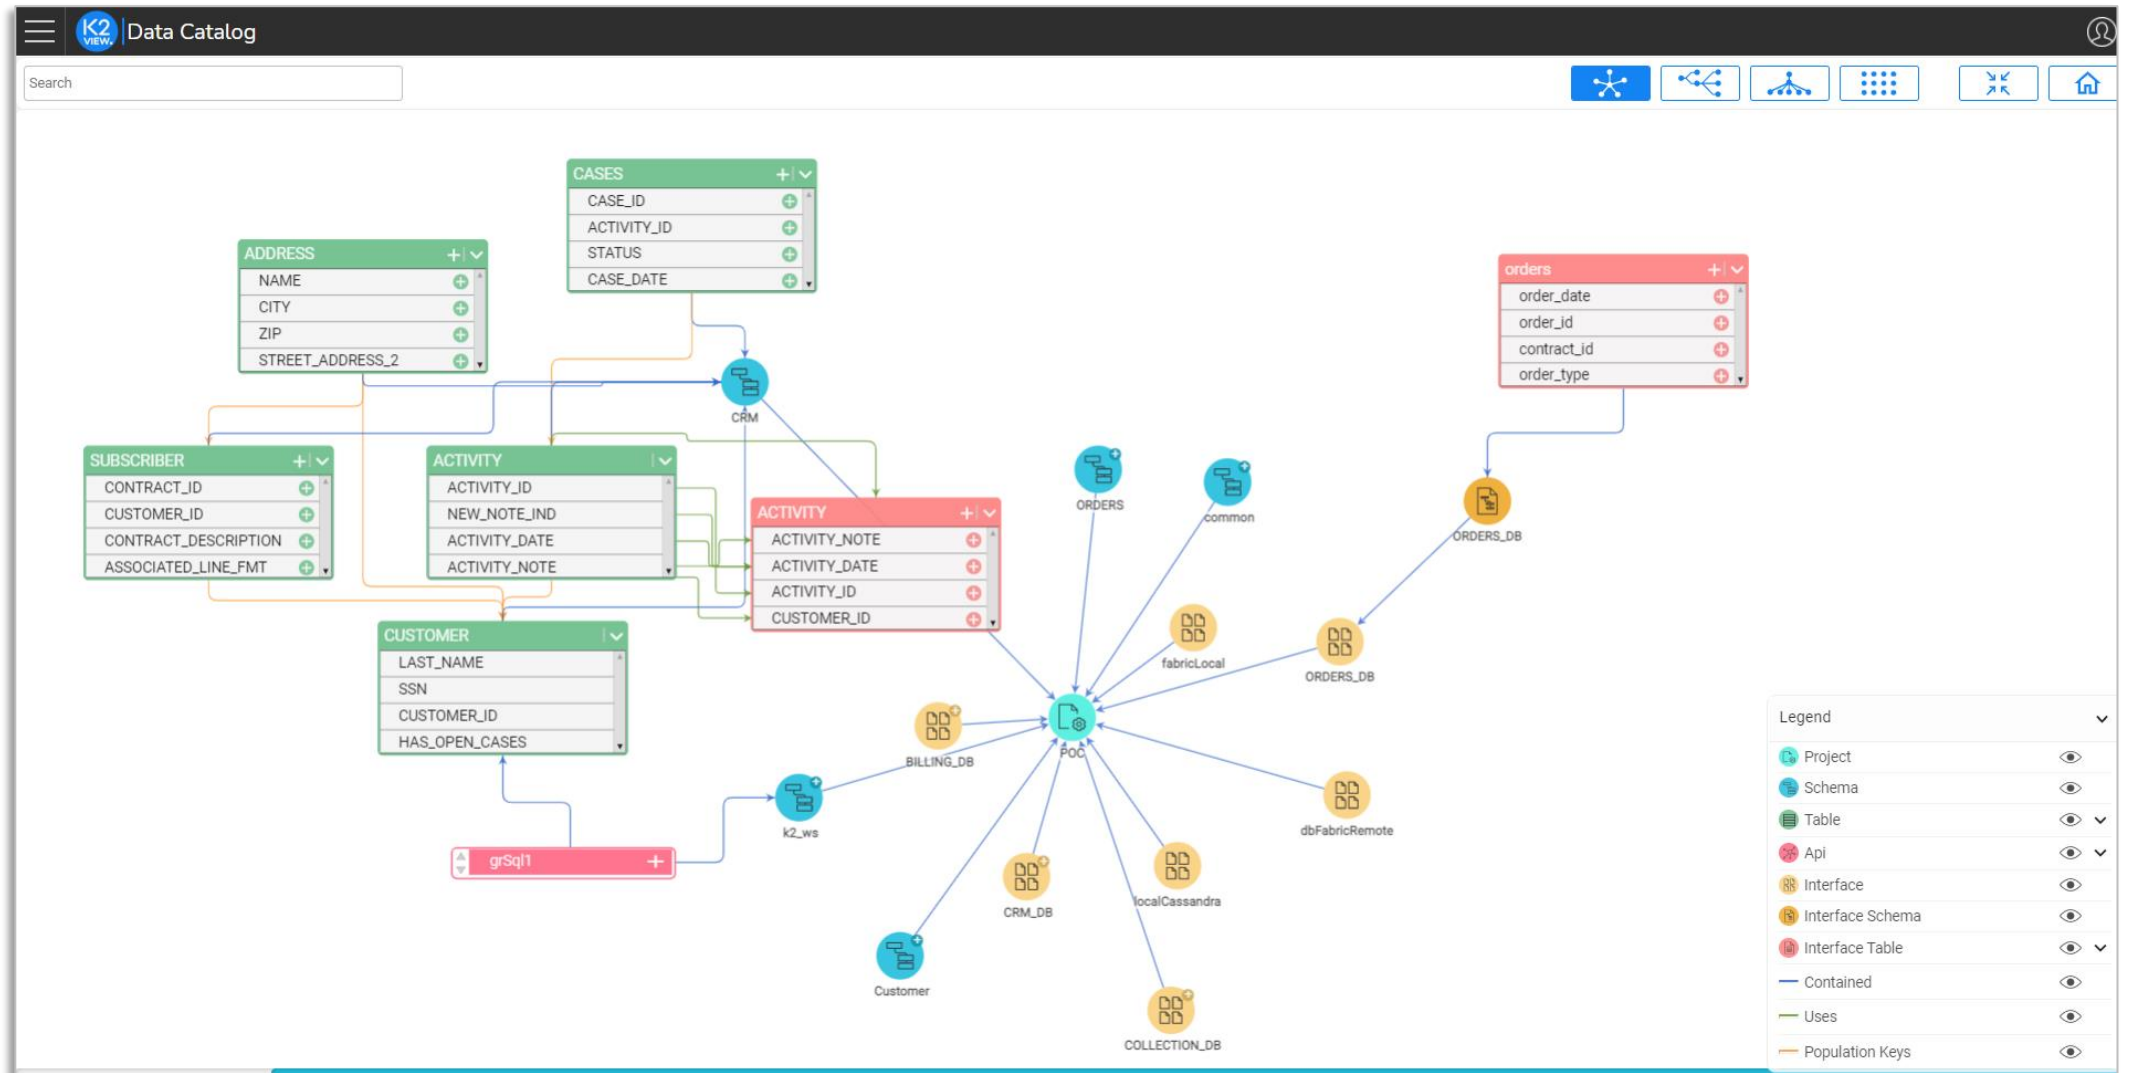 K2
VIEW.
Data Catalog
Search
CASES
CASE_ID
ACTIVITY_ID
STATUS
CASE_DATE
ADDRESS
NAME
CITY
ZIP
STREET_ADDRESS_2
orders
order_date
order_id
contract_id
order_type
CRM
SUBSCRIBER
CONTRACT_ID
CUSTOMER_ID
CONTRACT_DESCRIPTION
ASSOCIATED_LINE_FMT
ACTIVITY
ACTIVITY_ID
NEW_NOTE_IND
ACTIVITY_DATE
ACTIVITY_NOTE
ACTIVITY
ACTIVITY_NOTE
ACTIVITY_DATE
ACTIVITY_ID
CUSTOMER_ID
ORDERS
common
ORDERS_DB
fabricLocal
ORDERS_DB
CUSTOMER
LAST_NAME
SSN
CUSTOMER_ID
HAS_OPEN_CASES
BILLING_DB
POC
k2_ws
dbFabricRemote
grSql1
CRM_DB
localCassandra
Customer
COLLECTION_DB
Legend
Project
Schema
Table
Api
Interface
Interface Schema
Interface Table
Contained
Uses
Population Keys